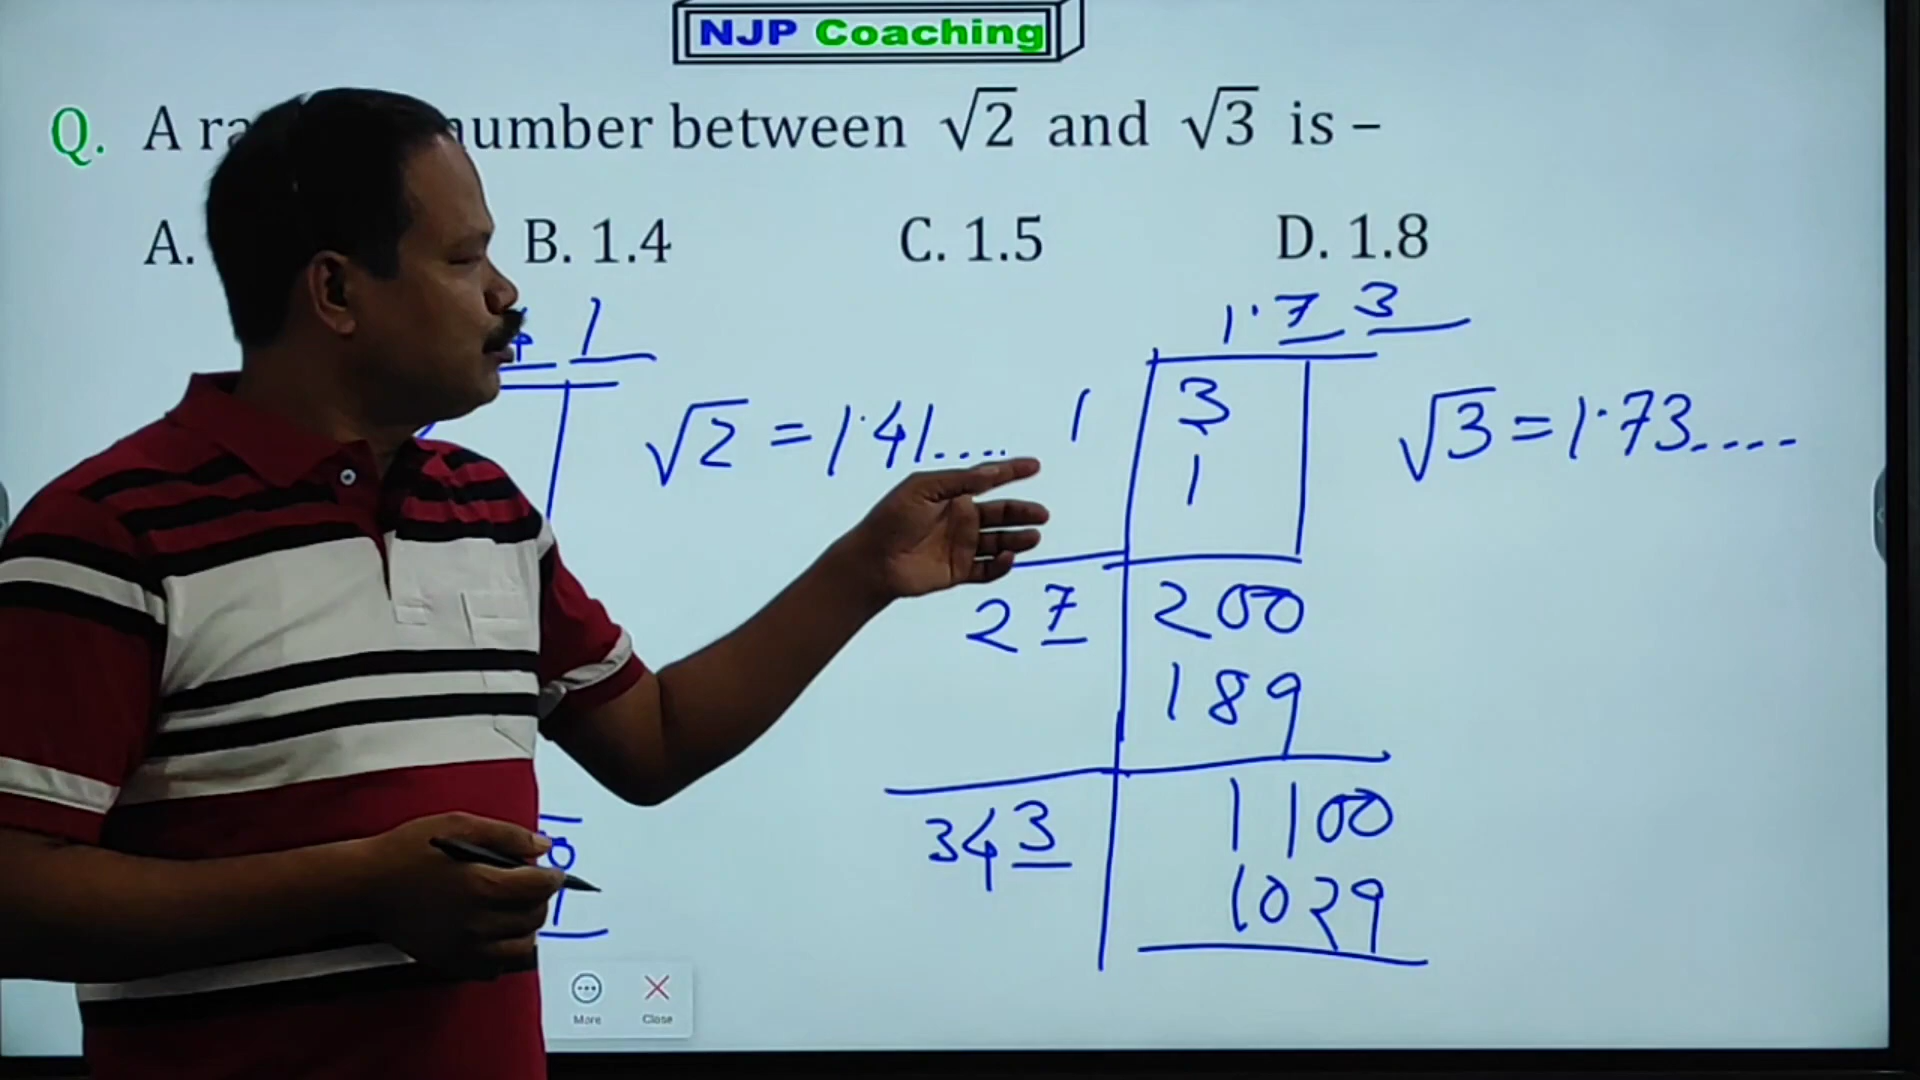 NJP Coaching
Q. A number between √2 and √3 is –
A. B. 1.4 C. 1.5 D. 1.8
1
1.73
√2 = 1.41....
1
3
√3 = 1.73....
1
27
200
189
343
1100
1029
More
Close